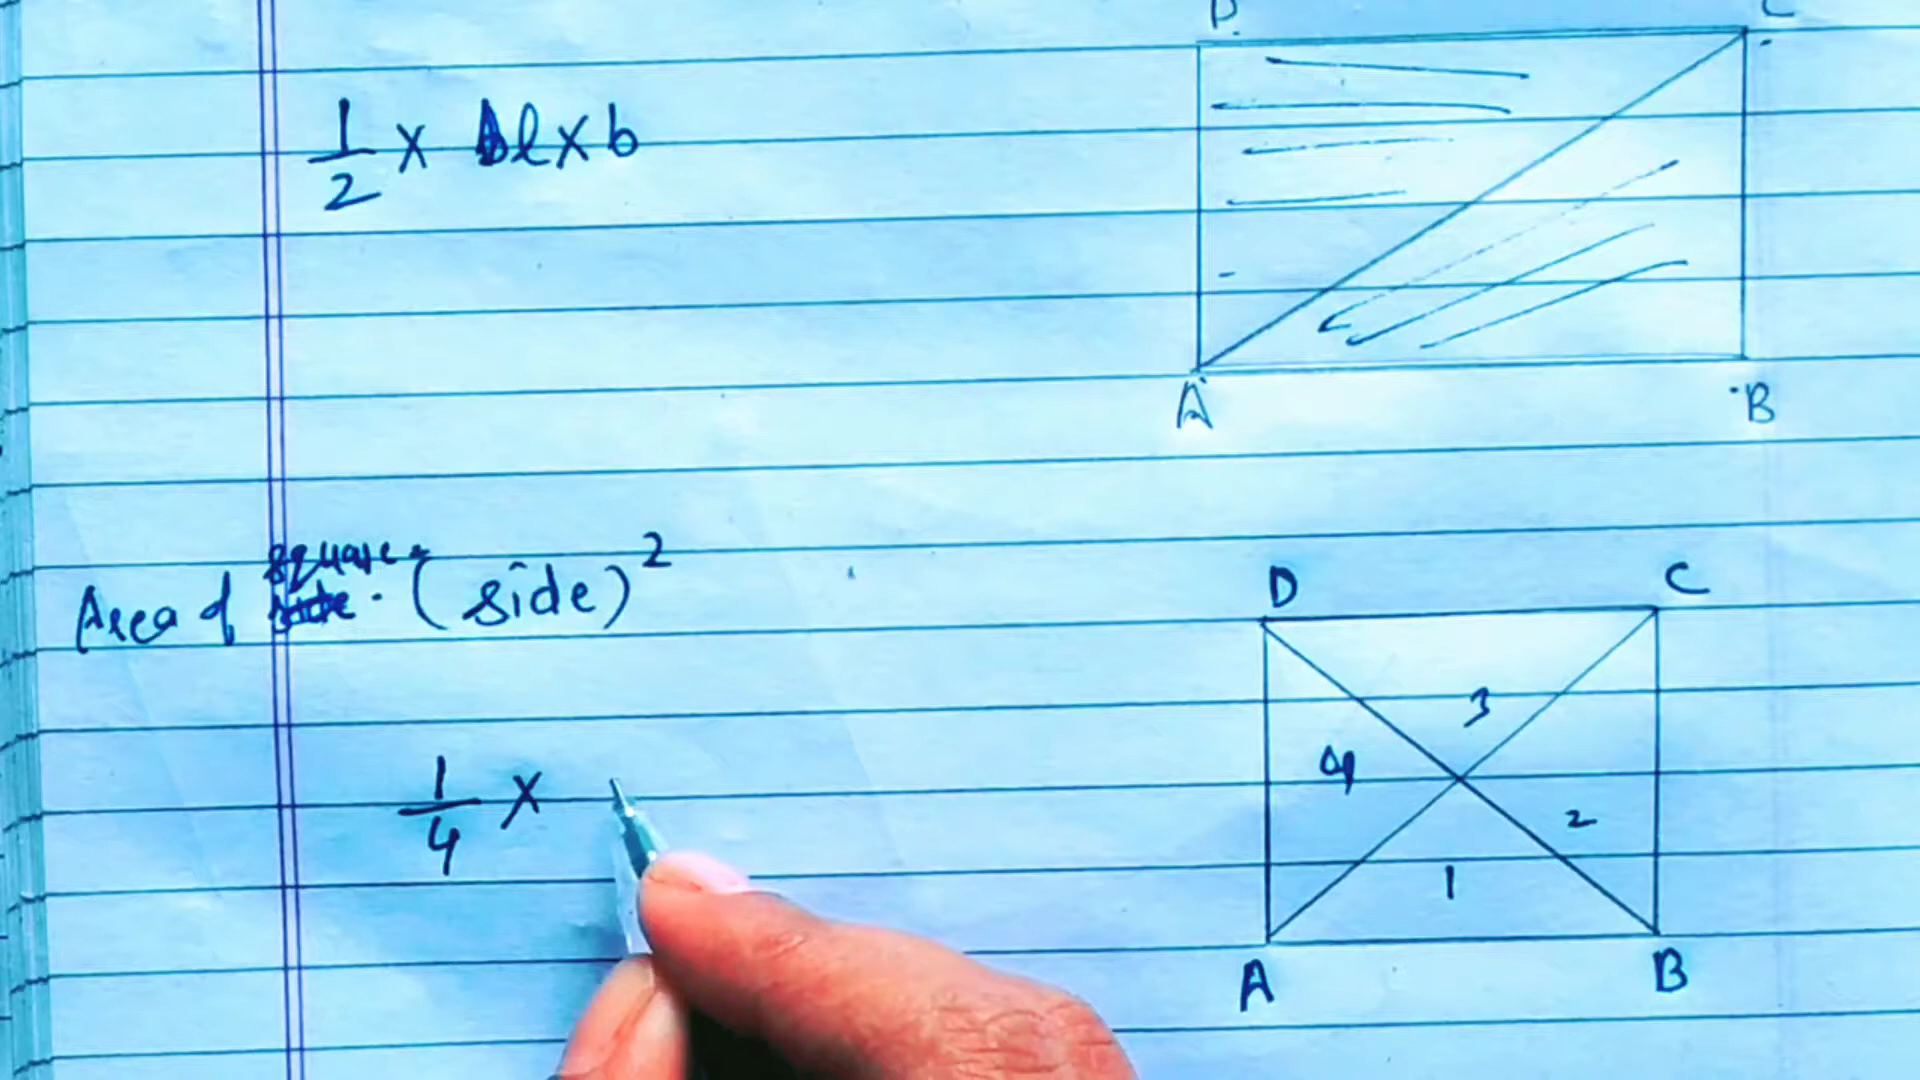 D C
1/2 × l × b
A B
Area of square = (side)²
D C
3
4
1/4 ×
2
1
A B